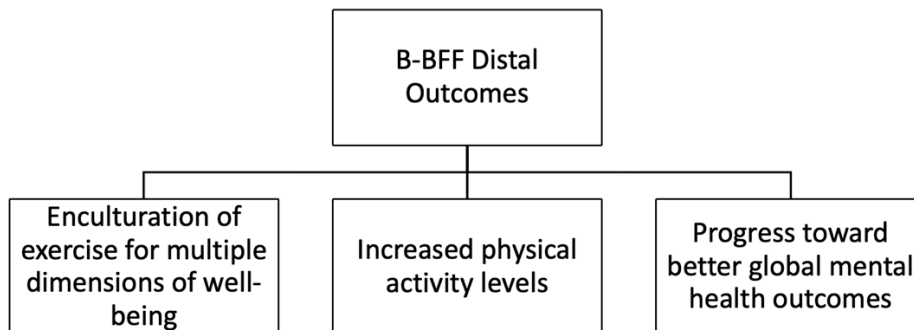 B-BFF Distal
Outcomes
Enculturation of
exercise for multiple
dimensions of well-
being
Increased physical
activity levels
Progress toward
better global mental
health outcomes